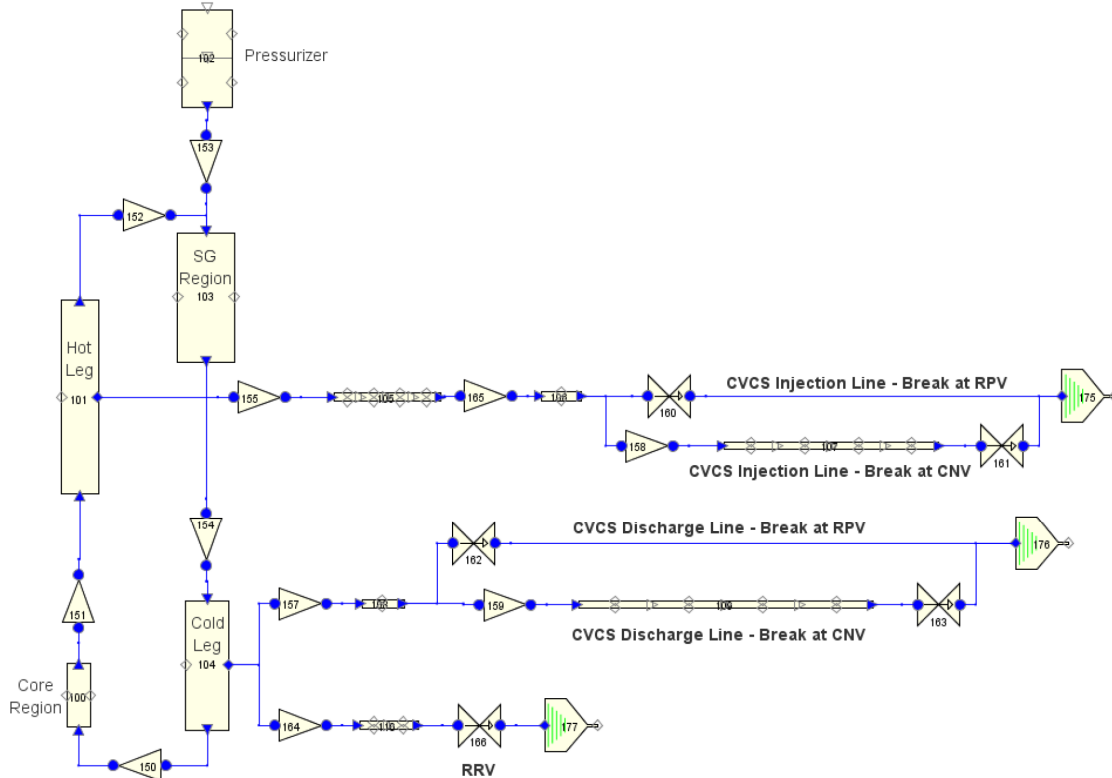 102
Pressurizer
153
152
SG
Region
103
Hot
Leg
101
155
105
165
106
160
CVCS Injection Line - Break at RPV
175
158
107
161
CVCS Injection Line - Break at CNV
154
CVCS Discharge Line - Break at RPV
162
176
151
157
108
159
109
163
CVCS Discharge Line - Break at CNV
Cold
Leg
104
Core
Region
100
164
110
166
177
150
RRV